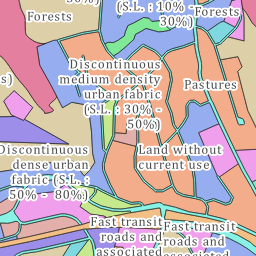 (S.L. : 10% -
30%)
Forests
Forests
Discontinuous
medium density
urban fabric
(S.L. : 30% -
50%)
Pastures
s)
Discontinuous
dense urban
fabric (S.L. :
50% - 80%)
Land without
current use
Fast transit
roads and
associated
Fast transit
roads and
associated